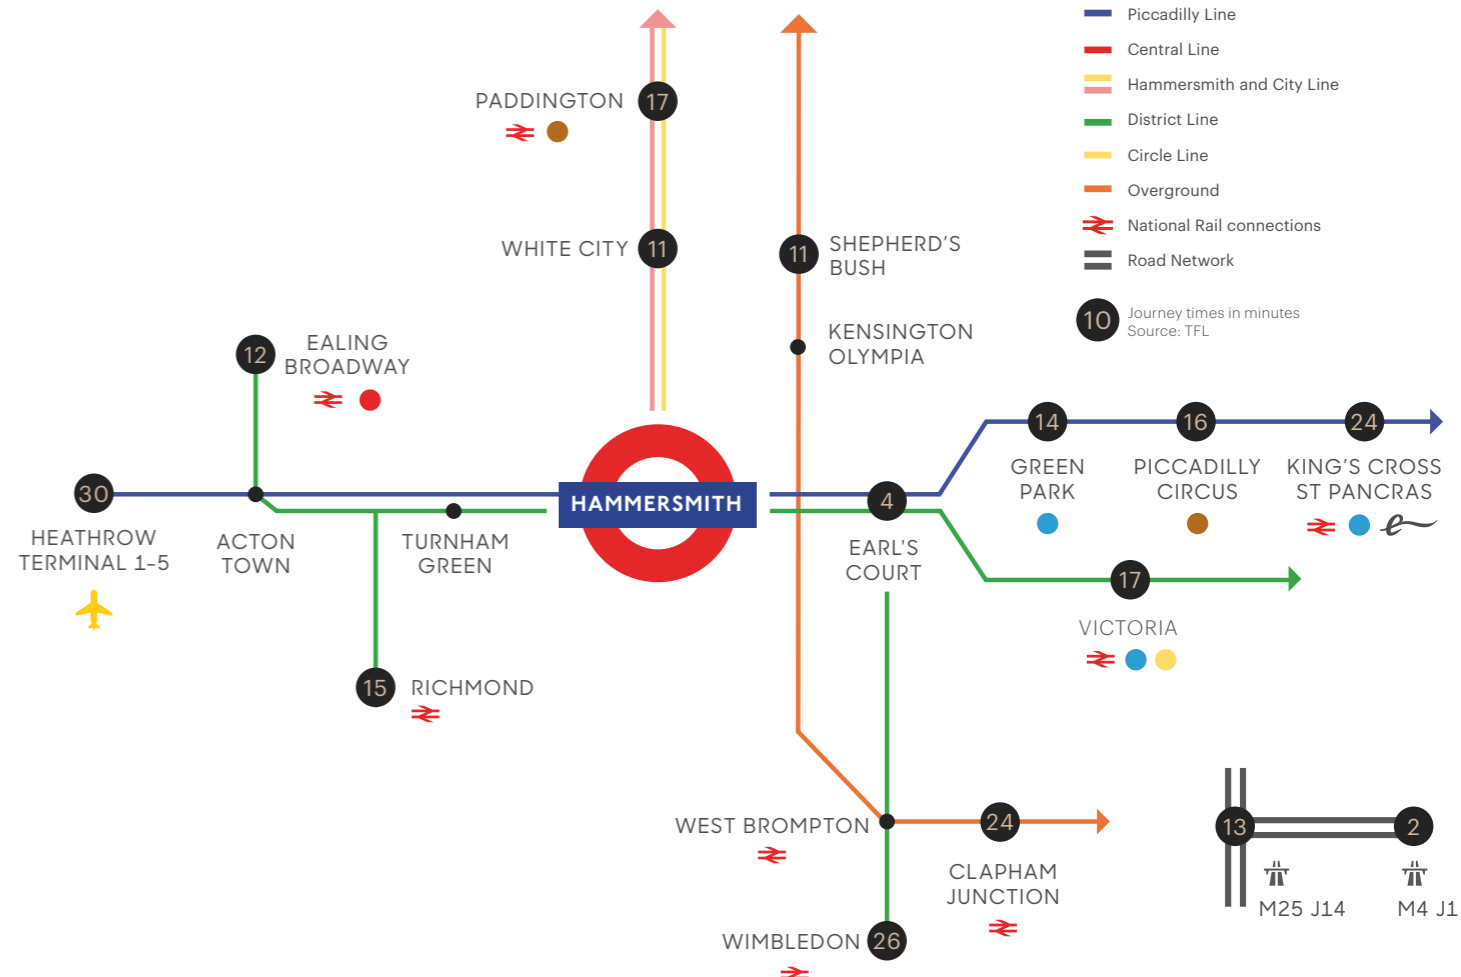 Piccadilly Line
Central Line
Hammersmith and City Line
District Line
Circle Line
Overground
National Rail connections
Road Network
10
Journey times in minutes
Source: TFL
PADDINGTON
17
WHITE CITY
11
11
SHEPHERD'S
BUSH
KENSINGTON
OLYMPIA
12
EALING
BROADWAY
30
HEATHROW
TERMINAL 1-5
ACTON
TOWN
TURNHAM
GREEN
HAMMERSMITH
4
EARL'S
COURT
14
GREEN
PARK
16
PICCADILLY
CIRCUS
24
KING'S CROSS
ST PANCRAS
e
17
VICTORIA
15
RICHMOND
WEST BROMPTON
24
CLAPHAM
JUNCTION
WIMBLEDON
26
13
2
M25 J14
M4 J1